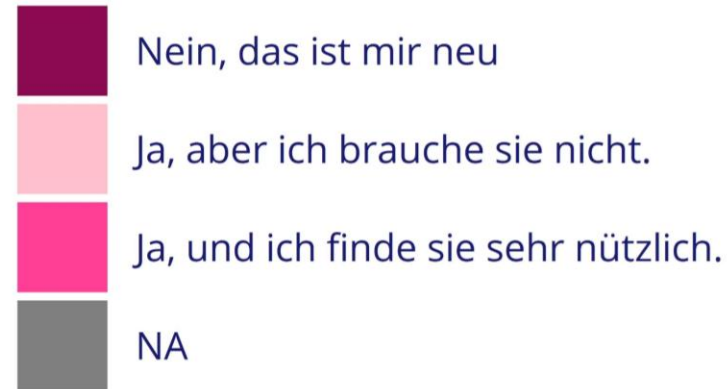 Nein, das ist mir neu
Ja, aber ich brauche sie nicht.
Ja, und ich finde sie sehr nützlich.
NA